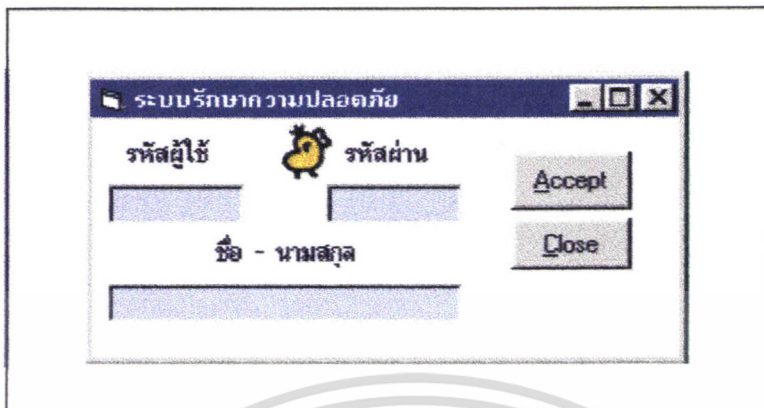 ระบบรักษาความปลอดภัย
รหัสผู้ใช้ รหัสผ่าน
Accept
ชื่อ - นามสกุล
Close